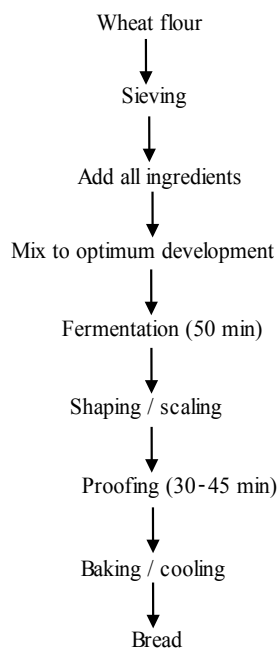 Wheat flour
Sieving
Add all ingredients
Mix to optimum development
Fermentation (50 min)
Shaping / scaling
Proofing (30-45 min)
Baking / cooling
Bread